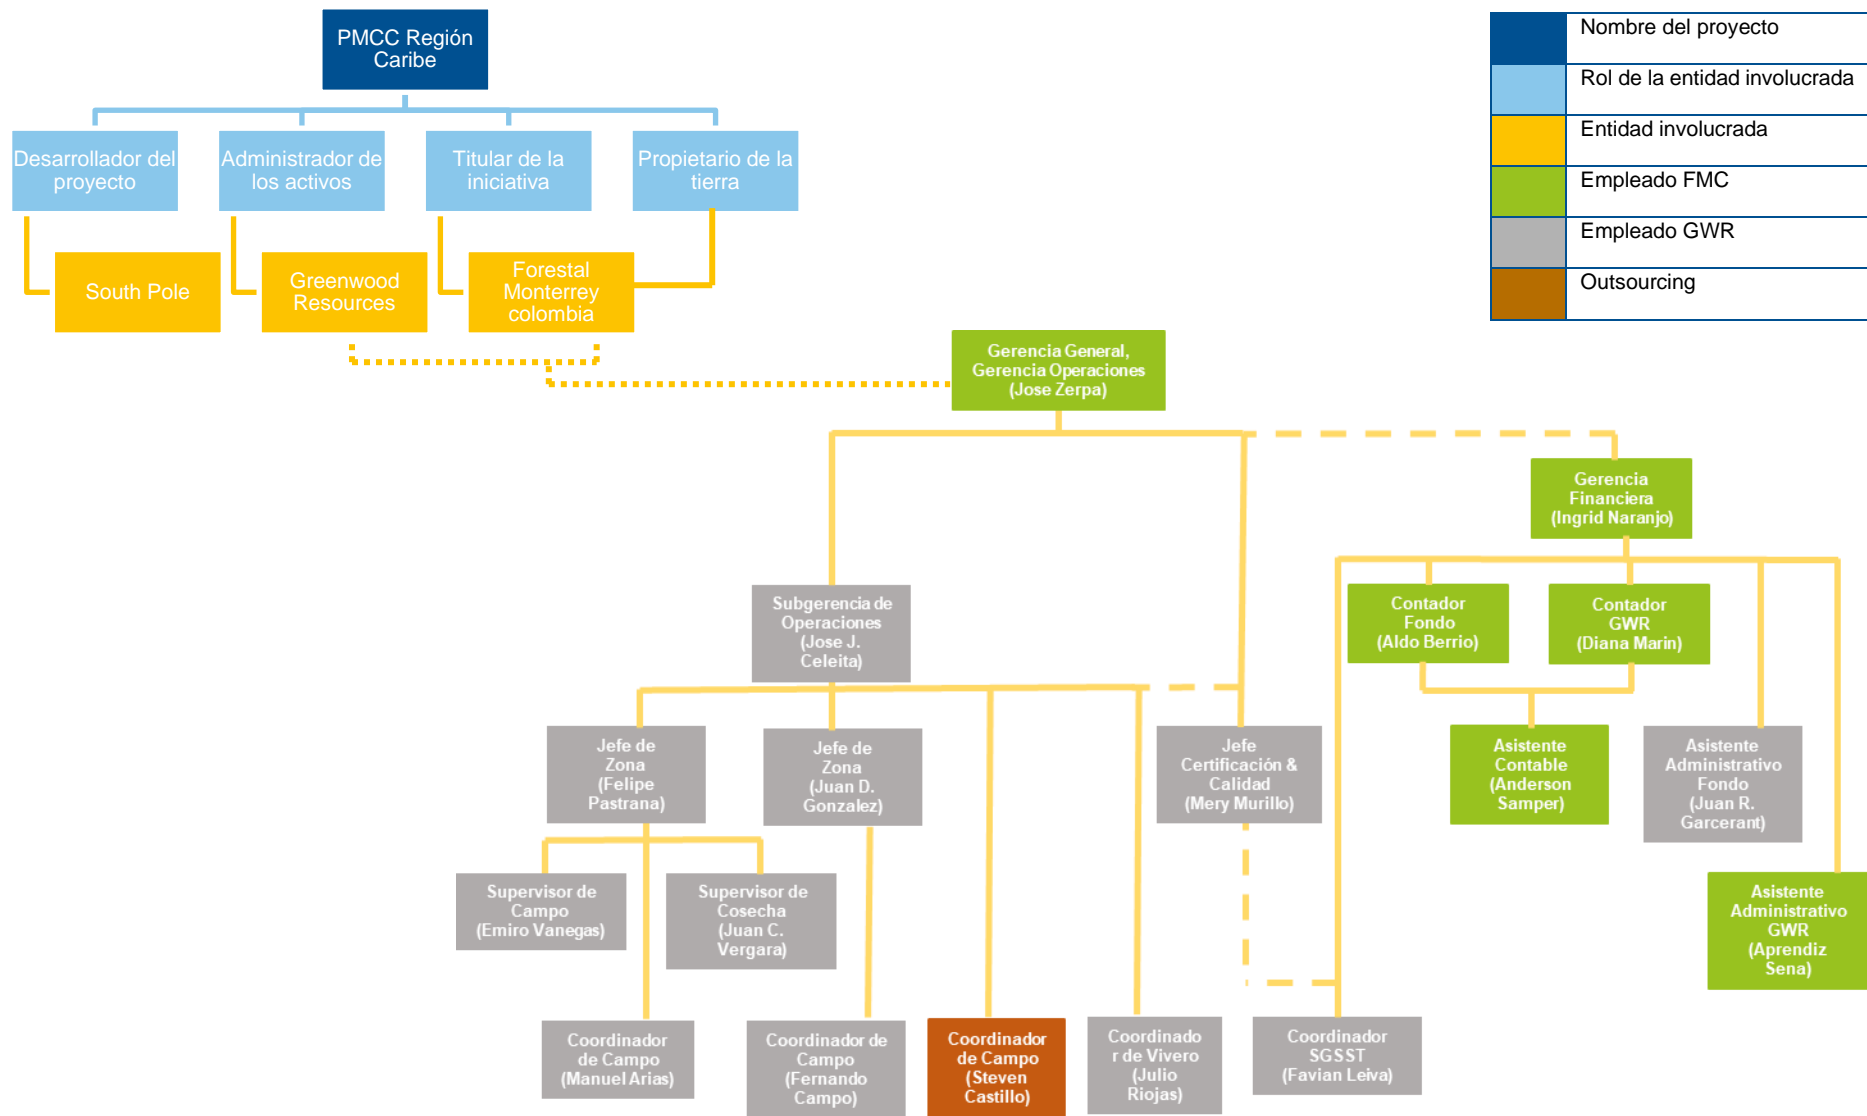 PMCC Región
Caribe
Nombre del proyecto
Rol de la entidad involucrada
Entidad involucrada
Empleado FMC
Empleado GWR
Outsourcing
Desarrollador del
proyecto
Administrador de
los activos
Titular de la
iniciativa
Propietario de la
tierra
South Pole
Greenwood
Resources
Forestal
Monterrey
colombia
Gerencia General,
Gerencia Operaciones
(Jose Zerpa)
Gerencia
Financiera
(Ingrid Naranjo)
Subgerencia de
Operaciones
(Jose J.
Celeita)
Contador
Fondo
(Aldo Berrio)
Contador
GWR
(Diana Marin)
Jefe de
Zona
(Felipe
Pastrana)
Jefe de
Zona
(Juan D.
Gonzalez)
Jefe
Certificación &
Calidad
(Mery Murillo)
Asistente
Contable
(Anderson
Samper)
Asistente
Administrativo
Fondo
(Juan R.
Garcerant)
Supervisor de
Campo
(Emiro Vanegas)
Supervisor de
Cosecha
(Juan C.
Vergara)
Asistente
Administrativo
GWR
(Aprendiz
Sena)
Coordinador
de Campo
(Manuel Arias)
Coordinador de
Campo
(Fernando
Campo)
Coordinador
de Campo
(Steven
Castillo)
Coordinado
r de Vivero
(Julio
Riojas)
Coordinador
SGSST
(Favian Leiva)